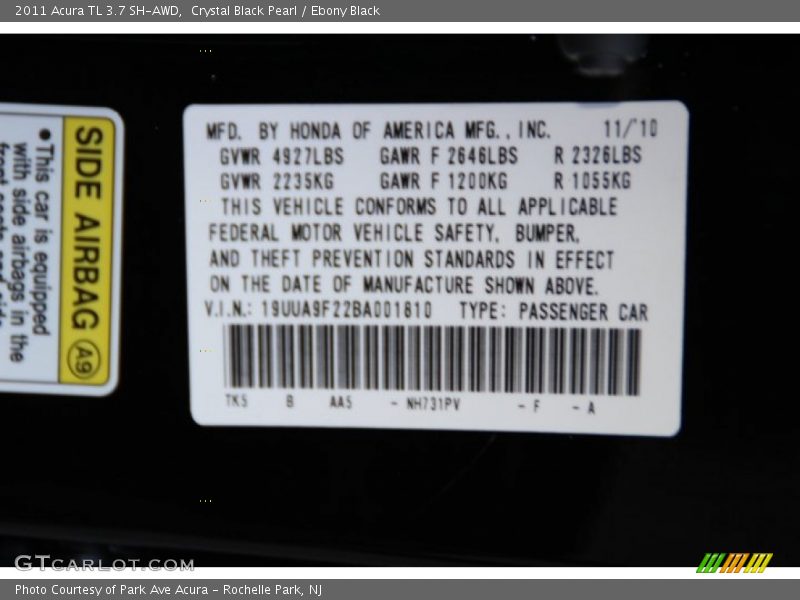 2011 Acura TL 3.7 SH-AWD, Crystal Black Pearl / Ebony Black
SIDE AIRBAG A9
● This car is equipped
with side airbags in the
MFD. BY HONDA OF AMERICA MFG., INC. 11/'10
GVWR 4927LBS GAWR F 2646LBS R 2326LBS
GVWR 2235KG GAWR F 1200KG R 1055KG
THIS VEHICLE CONFORMS TO ALL APPLICABLE
FEDERAL MOTOR VEHICLE SAFETY, BUMPER,
AND THEFT PREVENTION STANDARDS IN EFFECT
ON THE DATE OF MANUFACTURE SHOWN ABOVE.
V.I.N.: 19UUA9F22BA001610 TYPE: PASSENGER CAR
TK5 B AA5 - NH731PV - F - A
GTCARLOT.COM
Photo Courtesy of Park Ave Acura - Rochelle Park, NJ